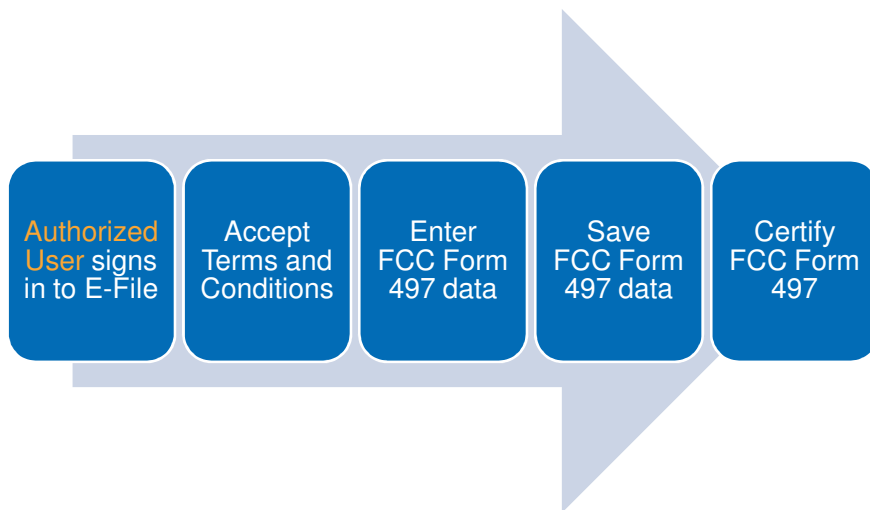 Authorized
User signs
in to E-File
Accept
Terms and
Conditions
Enter
FCC Form
497 data
Save
FCC Form
497 data
Certify
FCC Form
497